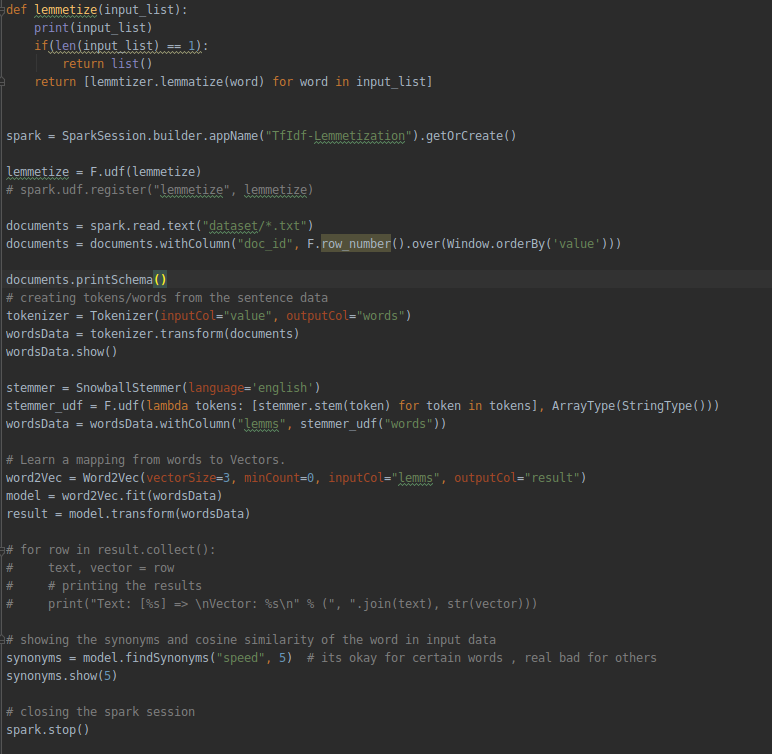 def lemmetize(input_list):
    print(input_list)
    if(len(input_list) == 1):
        return list()
    return [lemmtizer.lemmatize(word) for word in input_list]
spark = SparkSession.builder.appName("TfIdf-Lemmetization").getOrCreate()
lemmetize = F.udf(lemmetize)
# spark.udf.register("lemmetize", lemmetize)
documents = spark.read.text("dataset/*.txt")
documents = documents.withColumn("doc_id", F.row_number().over(Window.orderBy('value')))
documents.printSchema()
# creating tokens/words from the sentence data
tokenizer = Tokenizer(inputCol="value", outputCol="words")
wordsData = tokenizer.transform(documents)
wordsData.show()
stemmer = SnowballStemmer(language='english')
stemmer_udf = F.udf(lambda tokens: [stemmer.stem(token) for token in tokens], ArrayType(StringType()))
wordsData = wordsData.withColumn("lemms", stemmer_udf("words"))
# Learn a mapping from words to Vectors.
word2Vec = Word2Vec(vectorSize=3, minCount=0, inputCol="lemms", outputCol="result")
model = word2Vec.fit(wordsData)
result = model.transform(wordsData)
# for row in result.collect():
#     text, vector = row
#     # printing the results
#     print("Text: [%s] => \nVector: %s\n" % (", ".join(text), str(vector)))
# showing the synonyms and cosine similarity of the word in input data
synonyms = model.findSynonyms("speed", 5)  # its okay for certain words , real bad for others
synonyms.show(5)
# closing the spark session
spark.stop()